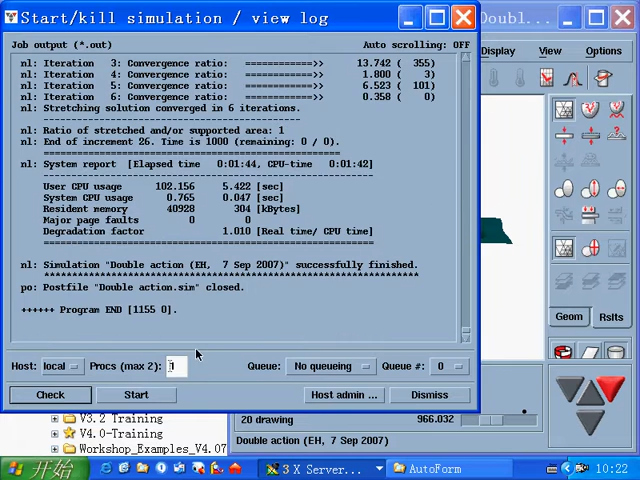 Start/kill simulation / view log
Doubl...
Job output (*.out)
Auto scrolling: OFF
Display View Options
nl: Iteration 3: Convergence ratio: ============>> 13.742 ( 355)
nl: Iteration 4: Convergence ratio: ============>> 1.800 ( 3)
nl: Iteration 5: Convergence ratio: ============>> 6.523 ( 101)
nl: Iteration 6: Convergence ratio: ============>> 0.358 ( 0)
nl: Stretching solution converged in 6 iterations.
nl: Ratio of stretched and/or supported area: 1
nl: End of increment 26. Time is 1000 (remaining: 0 / 0).
nl: System report [Elapsed time 0:01:44, CPU-time 0:01:42]
User CPU usage 102.156 5.422 [sec]
System CPU usage 0.765 0.047 [sec]
Resident memory 40928 304 [kBytes]
Major page faults 0 0
Degradation factor 1.010 [Real time/ CPU time]
nl: Simulation "Double action (EH, 7 Sep 2007)" successfully finished.
po: Postfile "Double action.sim" closed.
++++++ Program END [1155 0].
Geom Rslts
Host: local Procs (max 2): 1 Queue: No queueing Queue #: 0
Check Start Host admin ... Dismiss
V3.2 Training
V4.0-Training
Workshop_Examples_V4.07
20 drawing 966.032
Double action (EH, 7 Sep 2007)
开始
3 X Server...
AutoForm
10:22